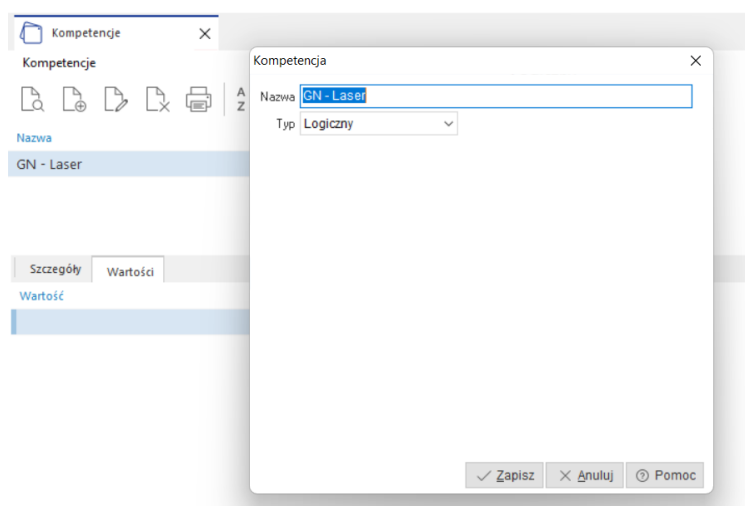 Kompetencje
Kompetencje
A
Z
Nazwa
GN - Laser
Szczegóły
Wartości
Wartość
Kompetencja
Nazwa GN - Laser
Typ Logiczny
Zapisz
Anuluj
Pomoc